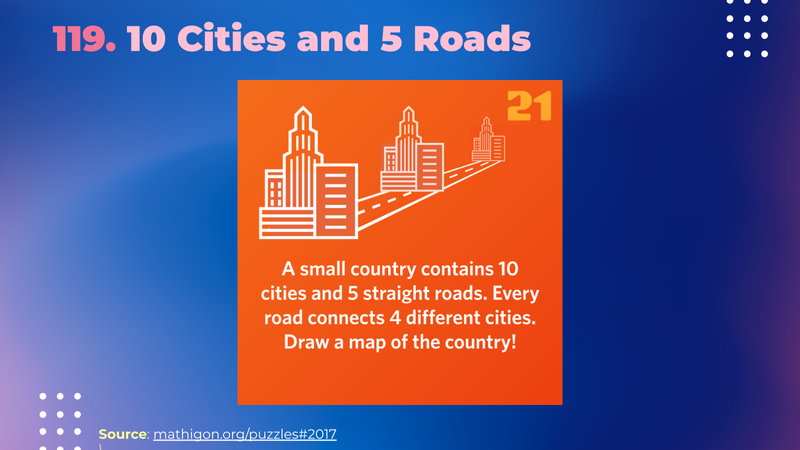 119. 10 Cities and 5 Roads
21
A small country contains 10
cities and 5 straight roads. Every
road connects 4 different cities.
Draw a map of the country!
Source: mathigon.org/puzzles#2017
\